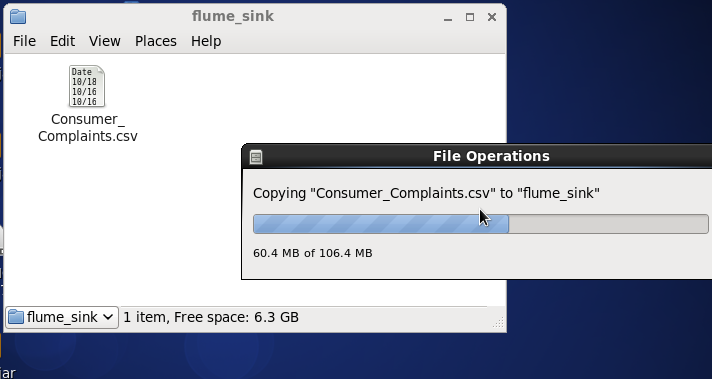 flume_sink
File Edit View Places Help
Date
10/18
10/16
10/16
Consumer_
Complaints.csv
File Operations
Copying "Consumer_Complaints.csv" to "flume_sink"
60.4 MB of 106.4 MB
flume_sink 1 item, Free space: 6.3 GB
jar